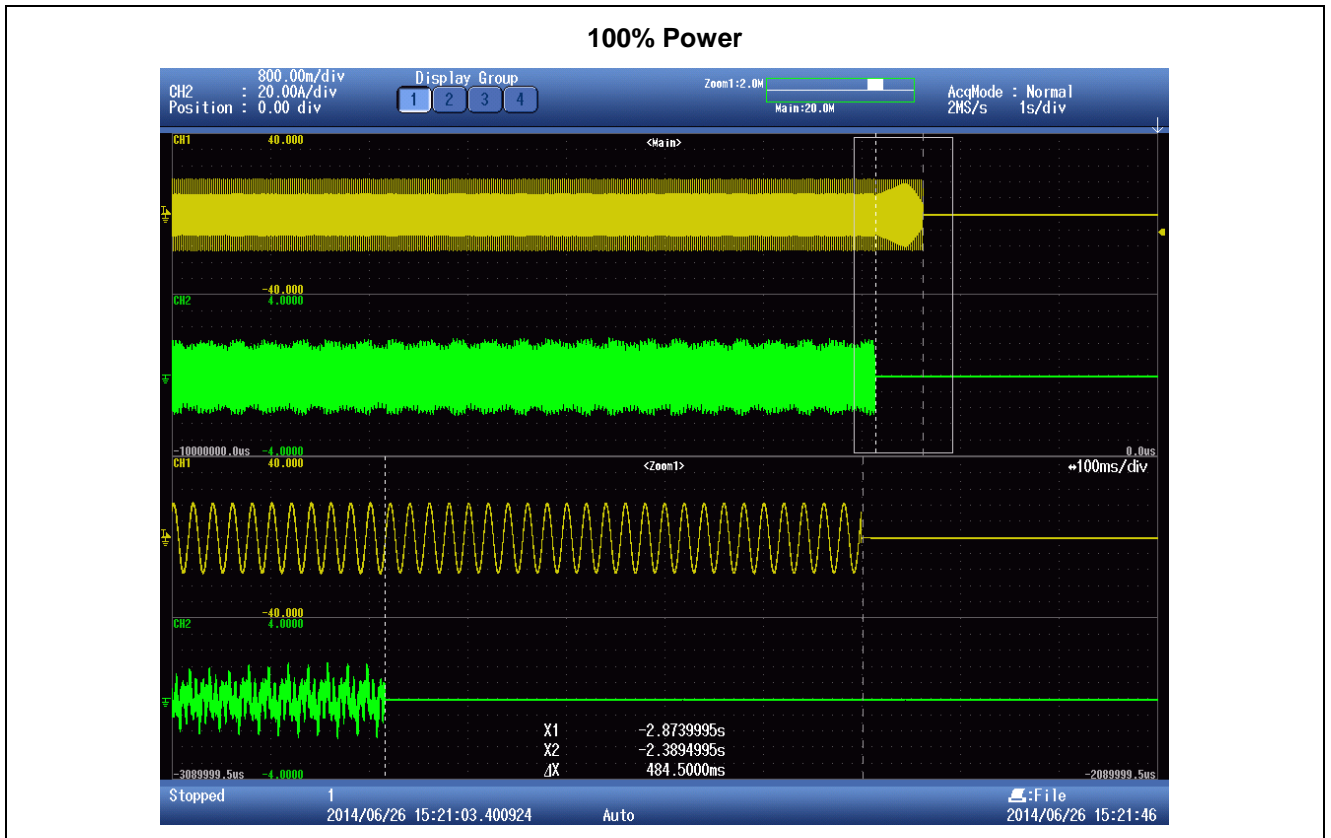 100% Power
800.00m/div
CH2 : 20.00A/div
Position : 0.00 div
Display Group
1 2 3 4
Zoom1:2.0M
Main:20.0M
AcqMode : Normal
2MS/s 1s/div
CH1 40.000
<Main>
-40.000
CH2 4.0000
-10000000.0us -4.0000 0.0us
CH1 40.000
<Zoom1>
↔100ms/div
-40.000
CH2 4.0000
X1 -2.8739995s
X2 -2.3894995s
ΔX 484.5000ms
-3089999.5us -4.0000 -2089999.5us
Stopped 1 :File
2014/06/26 15:21:03.400924 Auto 2014/06/26 15:21:46